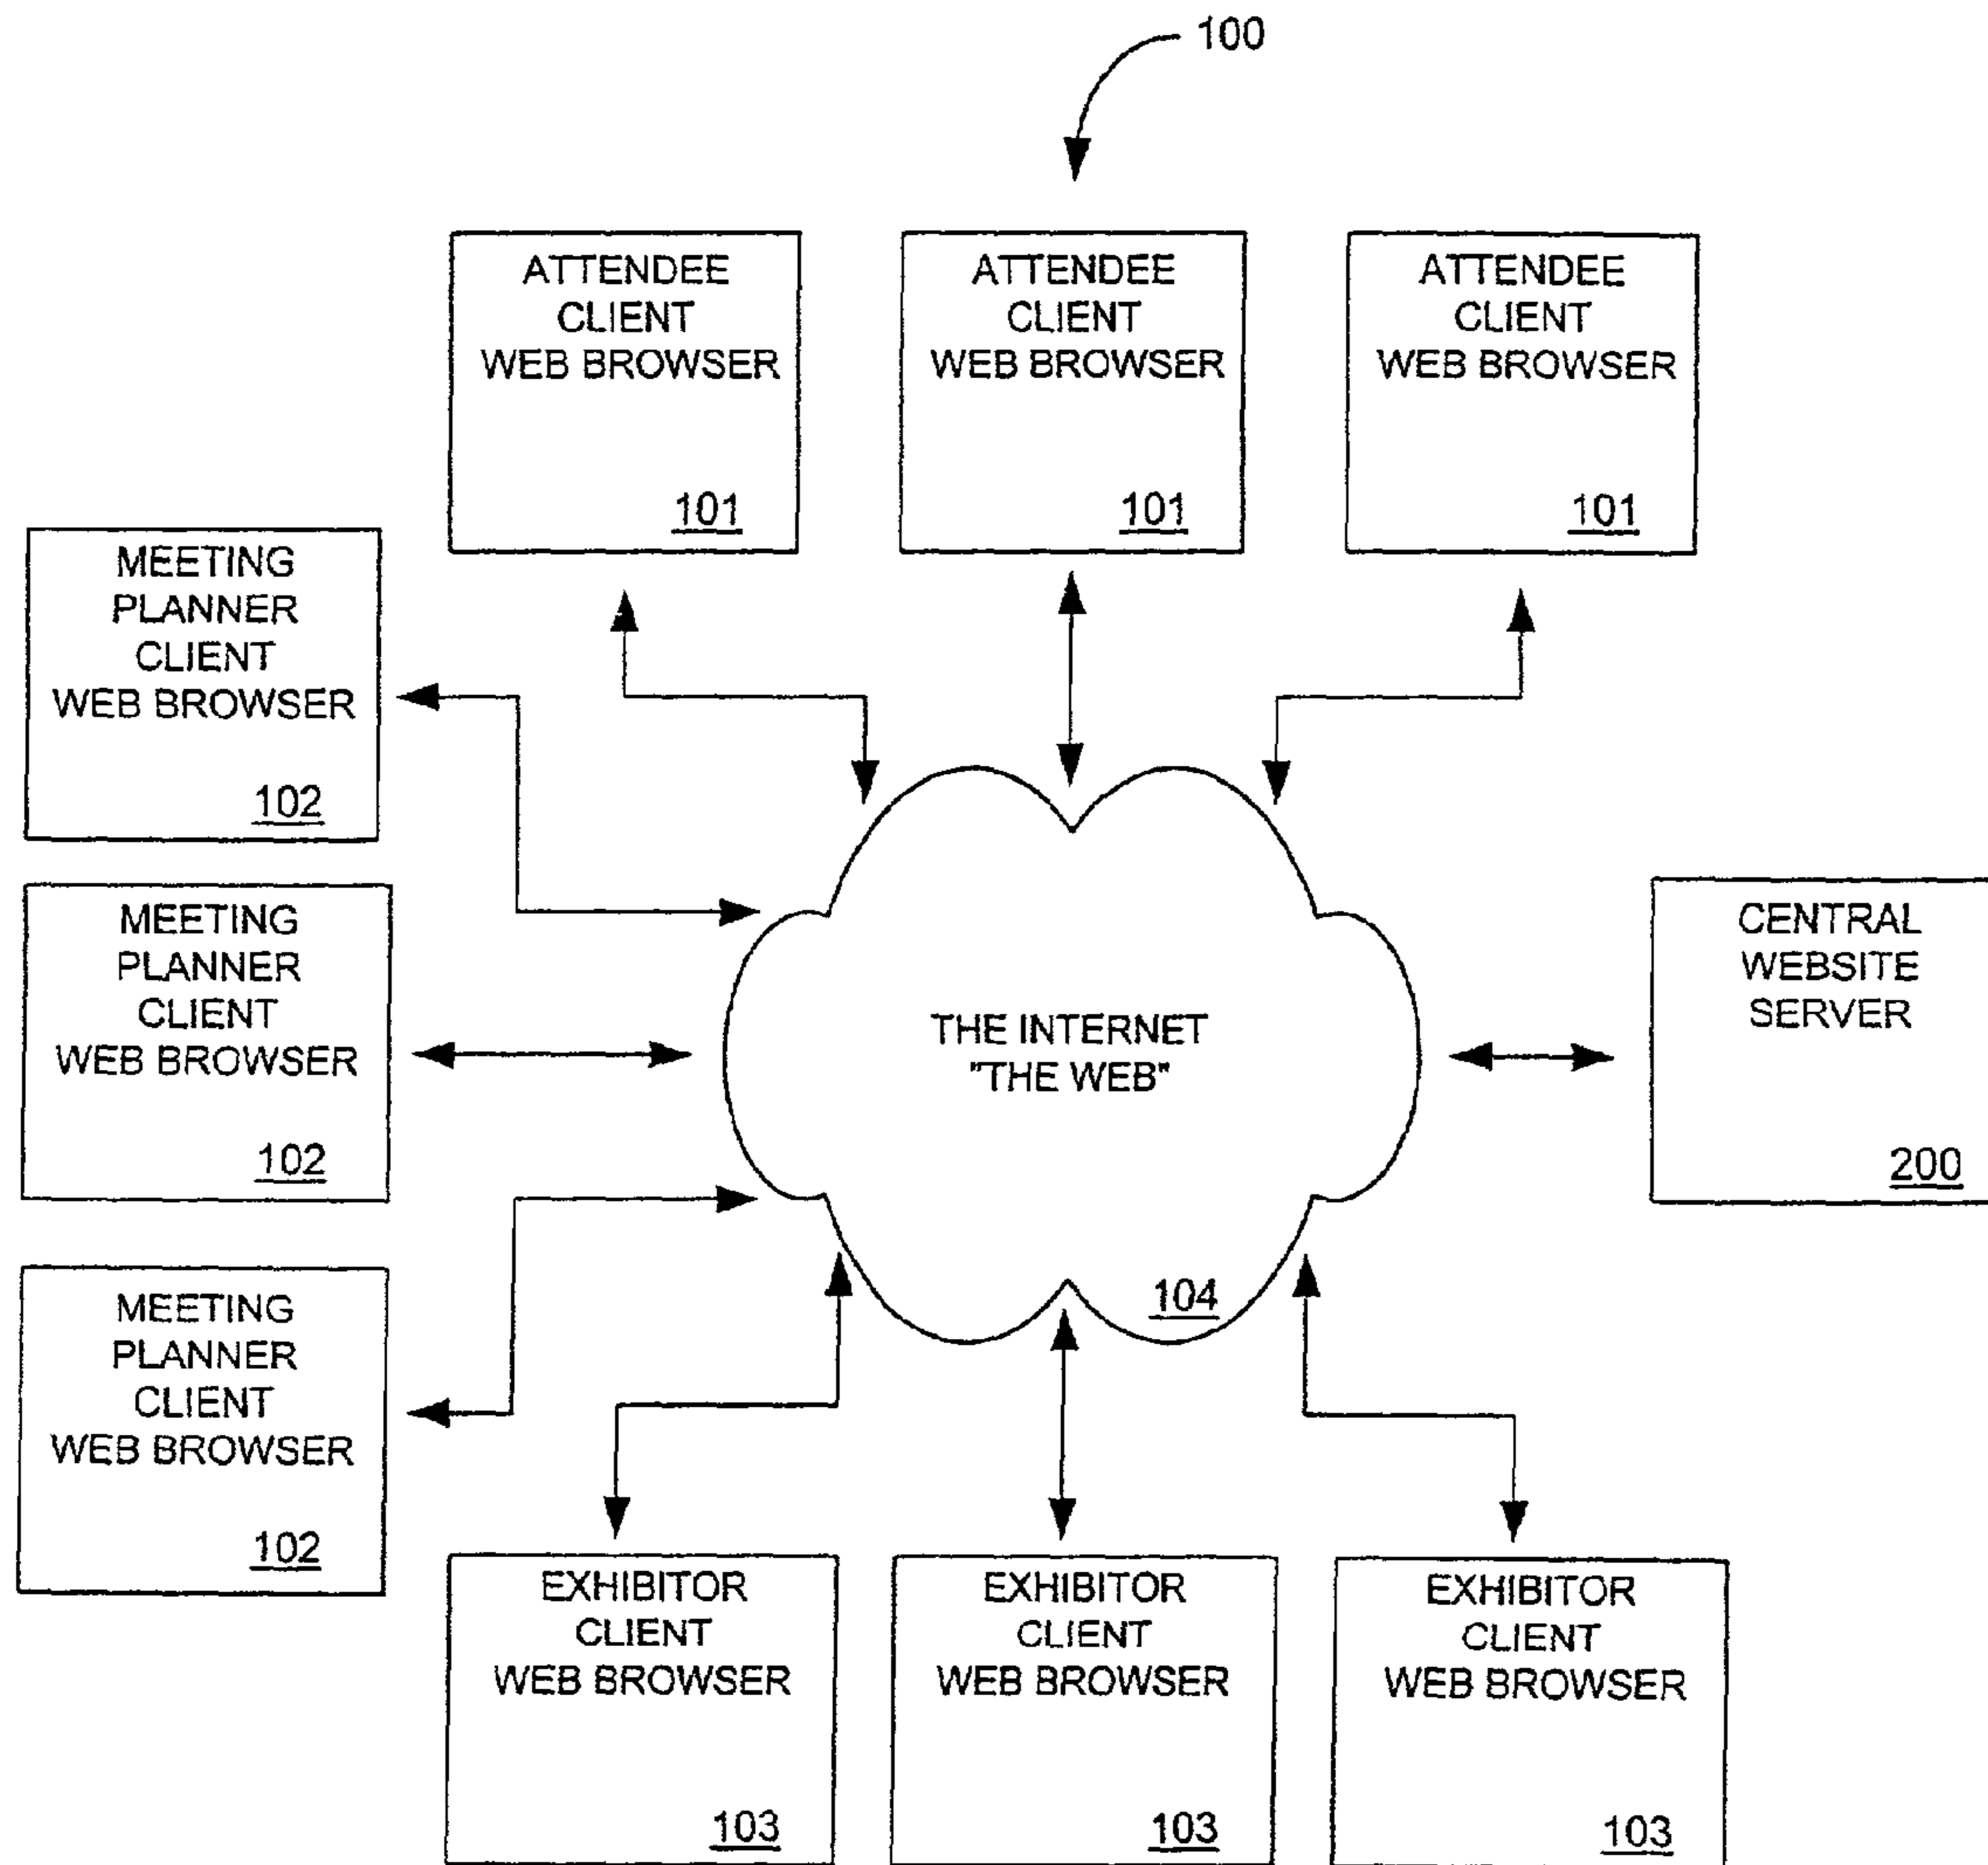 100
ATTENDEE
CLIENT
WEB BROWSER
101
ATTENDEE
CLIENT
WEB BROWSER
101
ATTENDEE
CLIENT
WEB BROWSER
101
MEETING
PLANNER
CLIENT
WEB BROWSER
102
MEETING
PLANNER
CLIENT
WEB BROWSER
102
THE INTERNET
"THE WEB"
104
CENTRAL
WEBSITE
SERVER
200
MEETING
PLANNER
CLIENT
WEB BROWSER
102
EXHIBITOR
CLIENT
WEB BROWSER
103
EXHIBITOR
CLIENT
WEB BROWSER
103
EXHIBITOR
CLIENT
WEB BROWSER
103